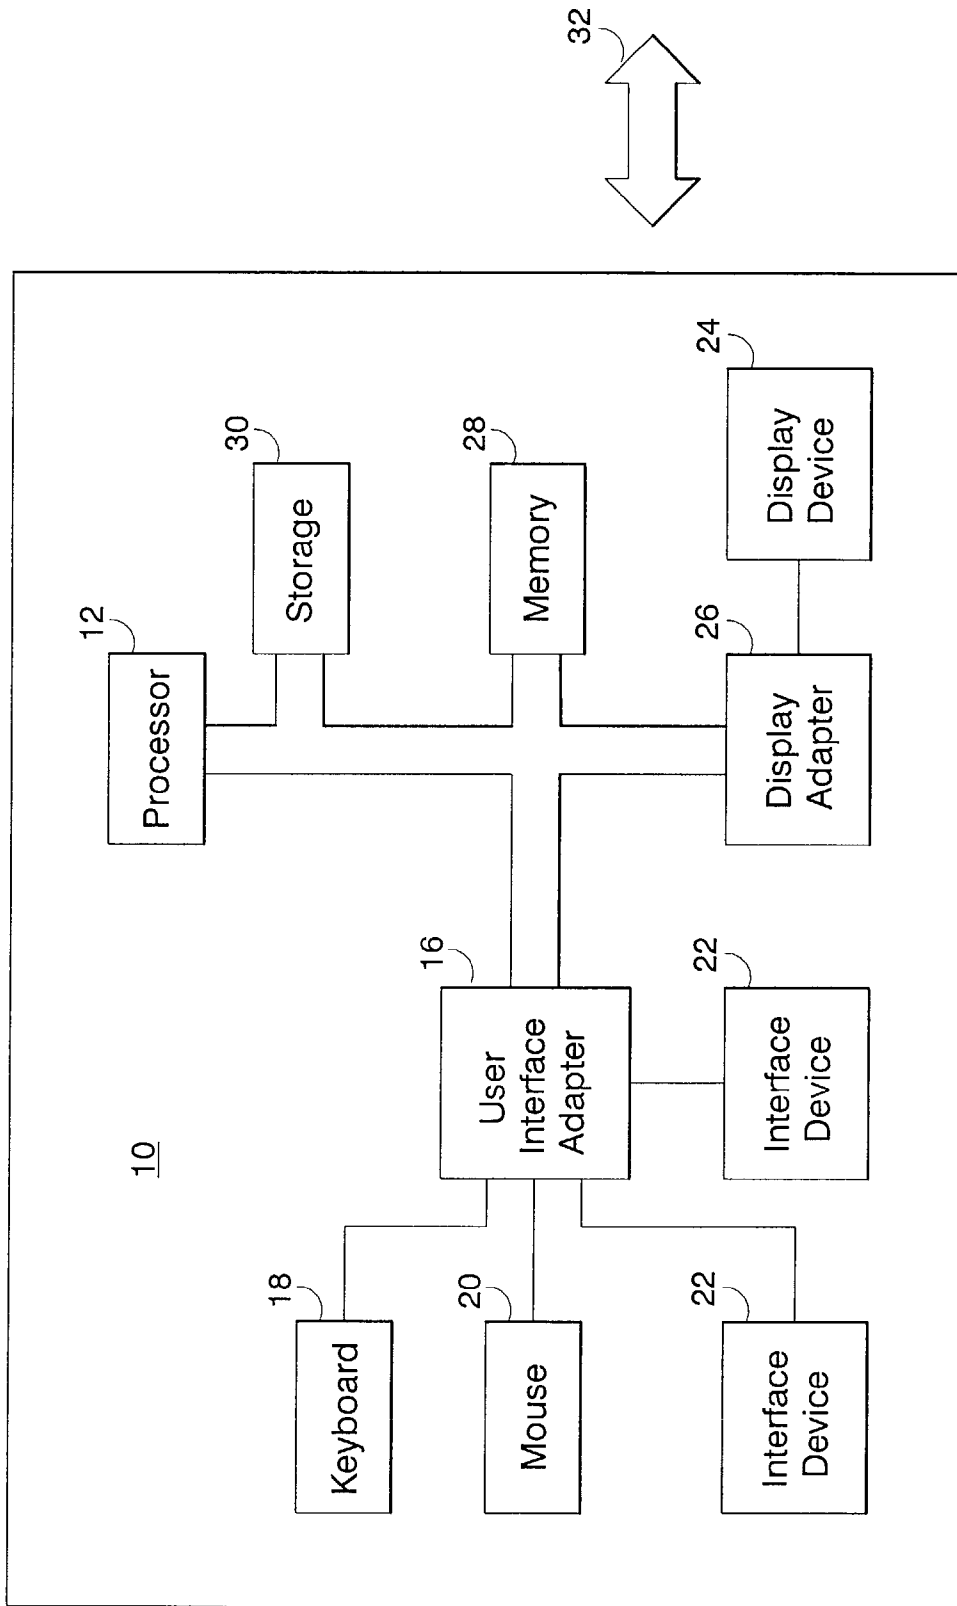 10
12
Processor
30
Storage
18
Keyboard
16
User
Interface
Adapter
28
Memory
32
20
Mouse
22
Interface
Device
22
Interface
Device
26
Display
Adapter
24
Display
Device